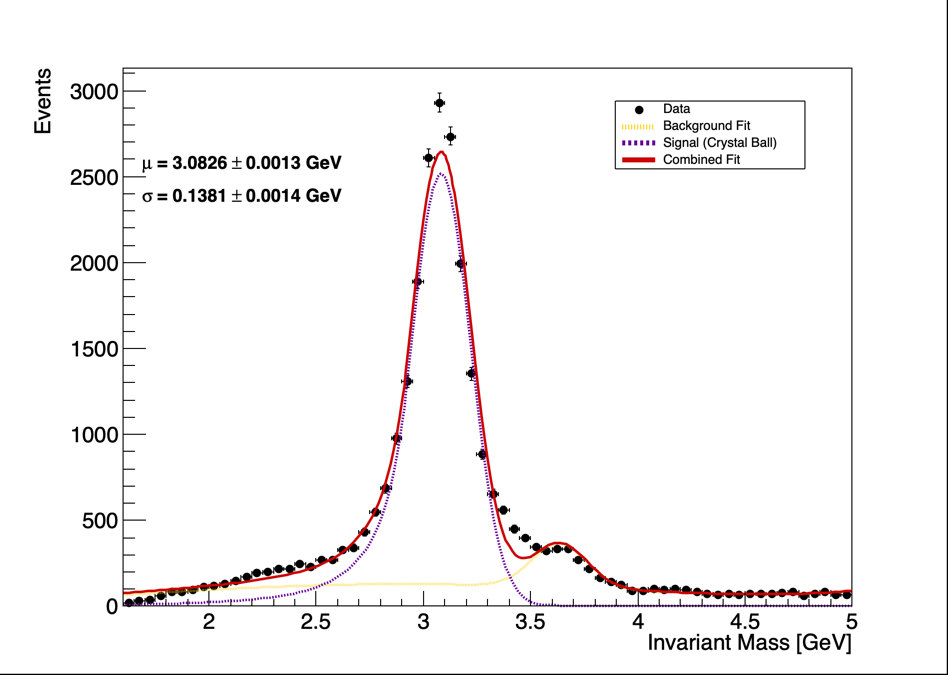 Events
3000
2500
2000
1500
1000
500
0
μ = 3.0826 ± 0.0013 GeV
σ = 0.1381 ± 0.0014 GeV
Data
Background Fit
Signal (Crystal Ball)
Combined Fit
2 2.5 3 3.5 4 4.5 5
Invariant Mass [GeV]